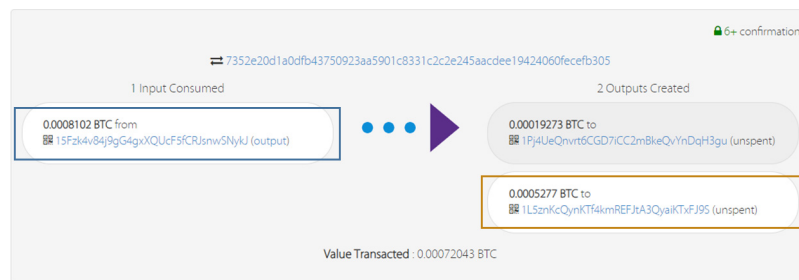 6+ confirmation
7352e20d1a0dfb43750923aa5901c8331c2c2e245aacdee19424060fecefb305
1 Input Consumed
2 Outputs Created
0.0008102 BTC from
15Fzk4v84j9gG4gxXQUcF5fCRJsnwSNykJ (output)
0.00019273 BTC to
1Pj4UeQnvrt6CGD7iCC2mBkeQvYnDqH3gu (unspent)
0.0005277 BTC to
1L5znKcQynKTf4kmREFJtA3QyaiKTxFJ9S (unspent)
Value Transacted : 0.00072043 BTC